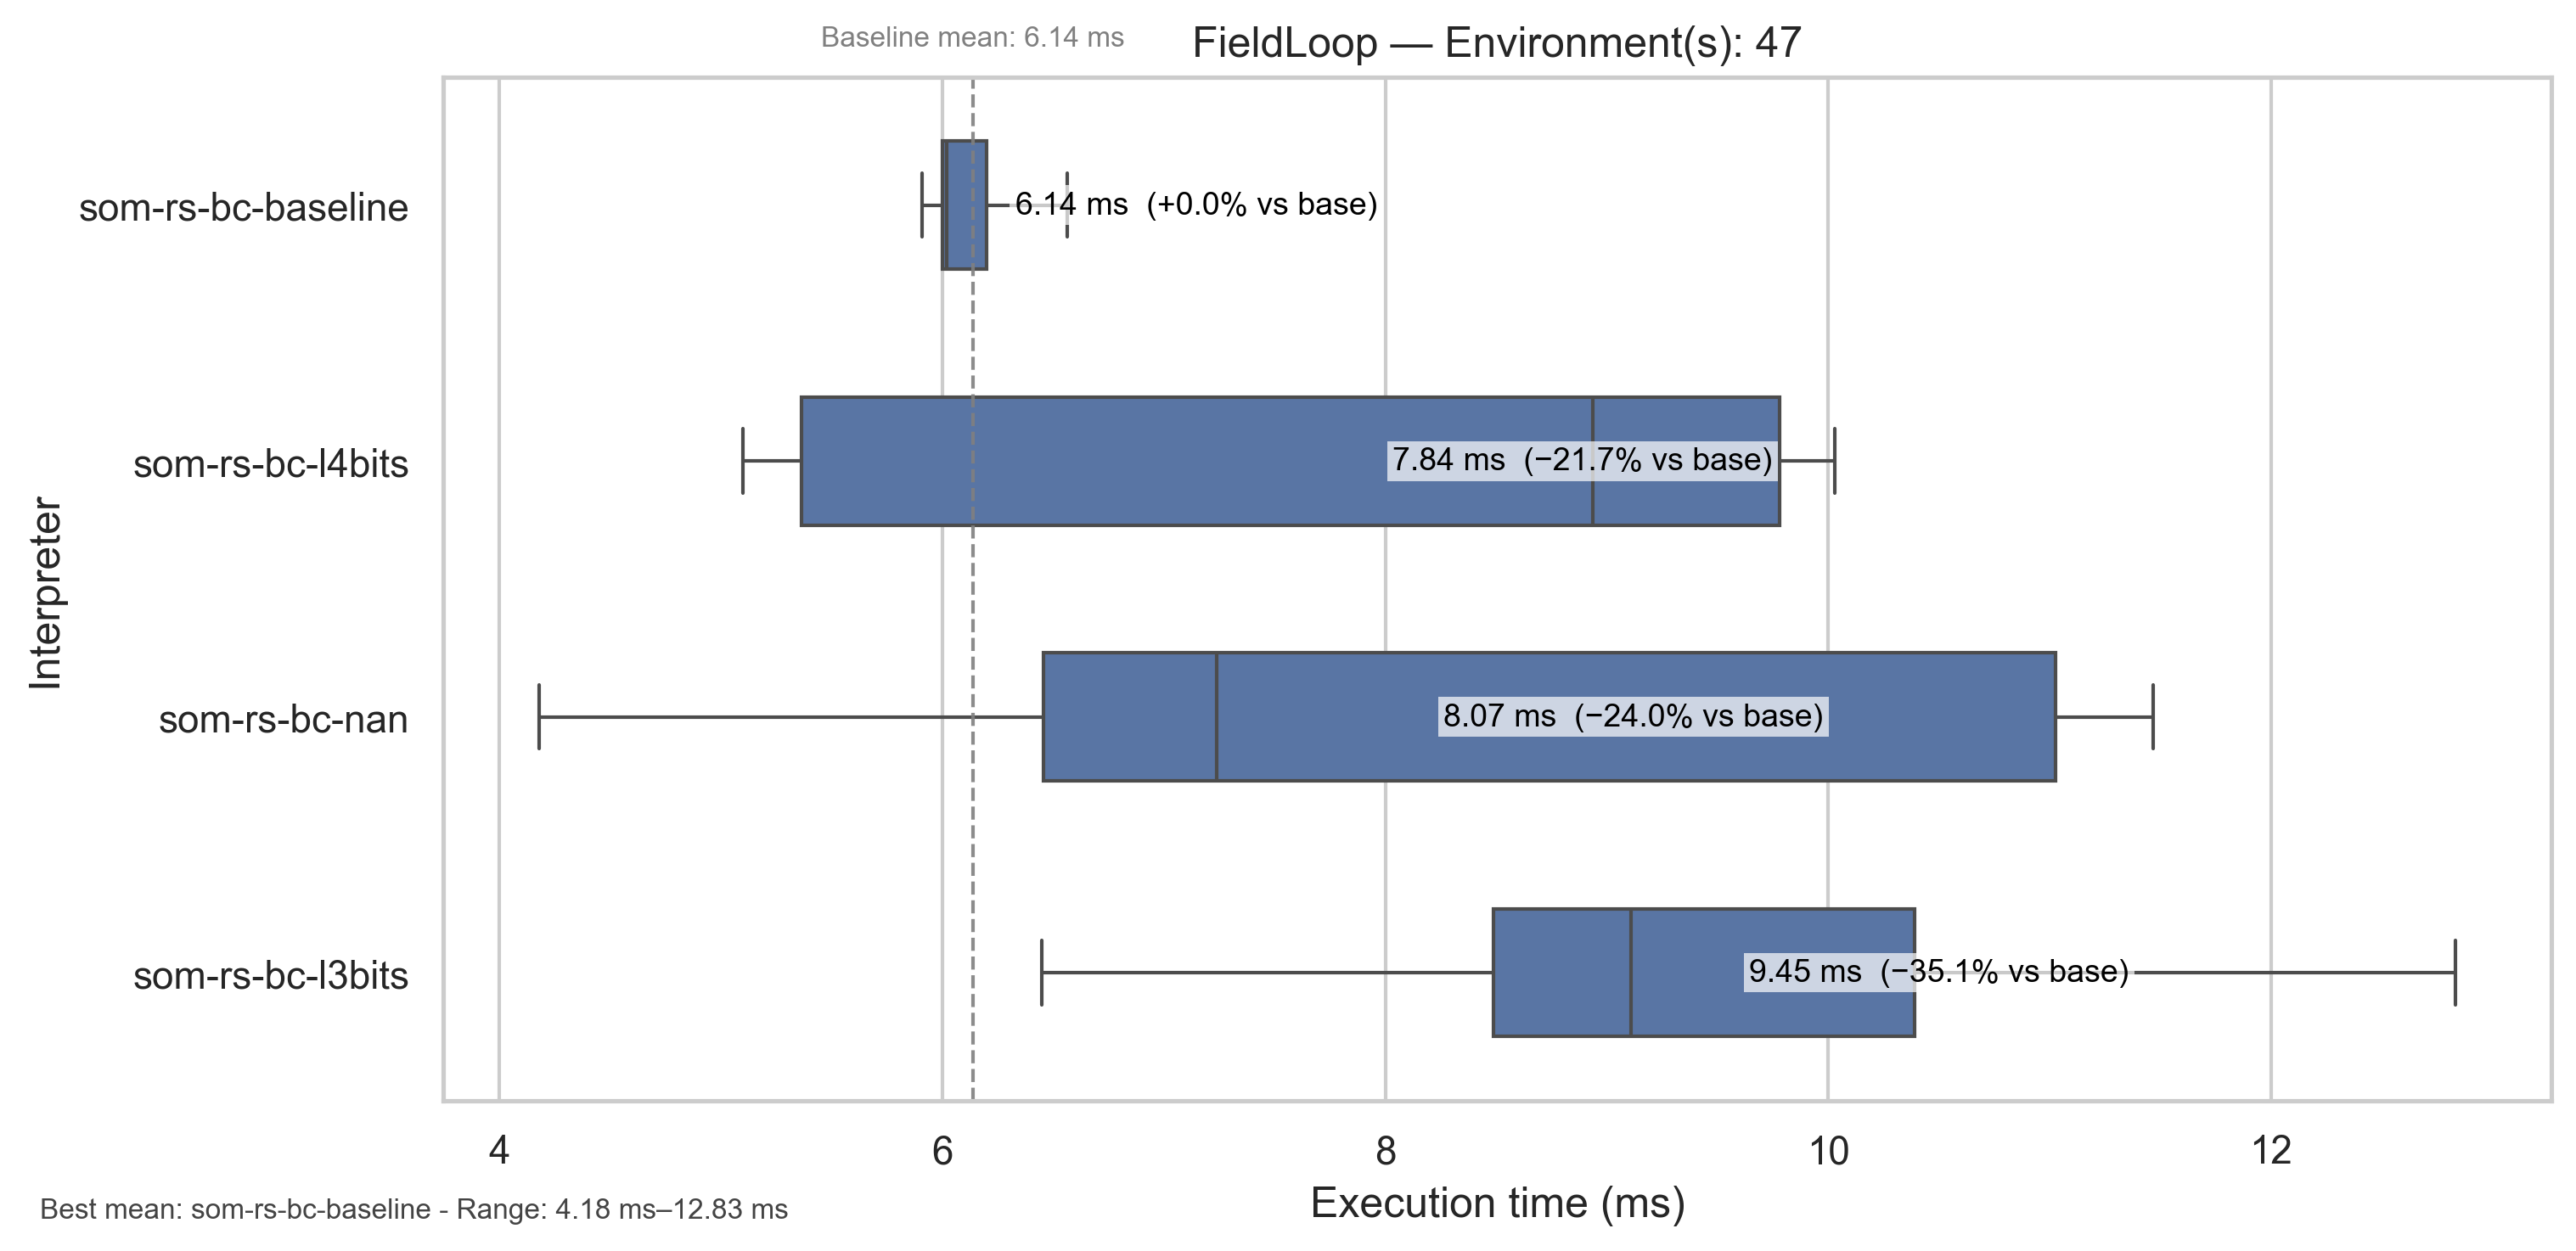 Baseline mean: 6.14 ms
FieldLoop — Environment(s): 47
som-rs-bc-baseline
6.14 ms  (+0.0% vs base)
som-rs-bc-l4bits
7.84 ms  (−21.7% vs base)
Interpreter
som-rs-bc-nan
8.07 ms  (−24.0% vs base)
som-rs-bc-l3bits
9.45 ms  (−35.1% vs base)
4 6 8 10 12
Execution time (ms)
Best mean: som-rs-bc-baseline - Range: 4.18 ms–12.83 ms